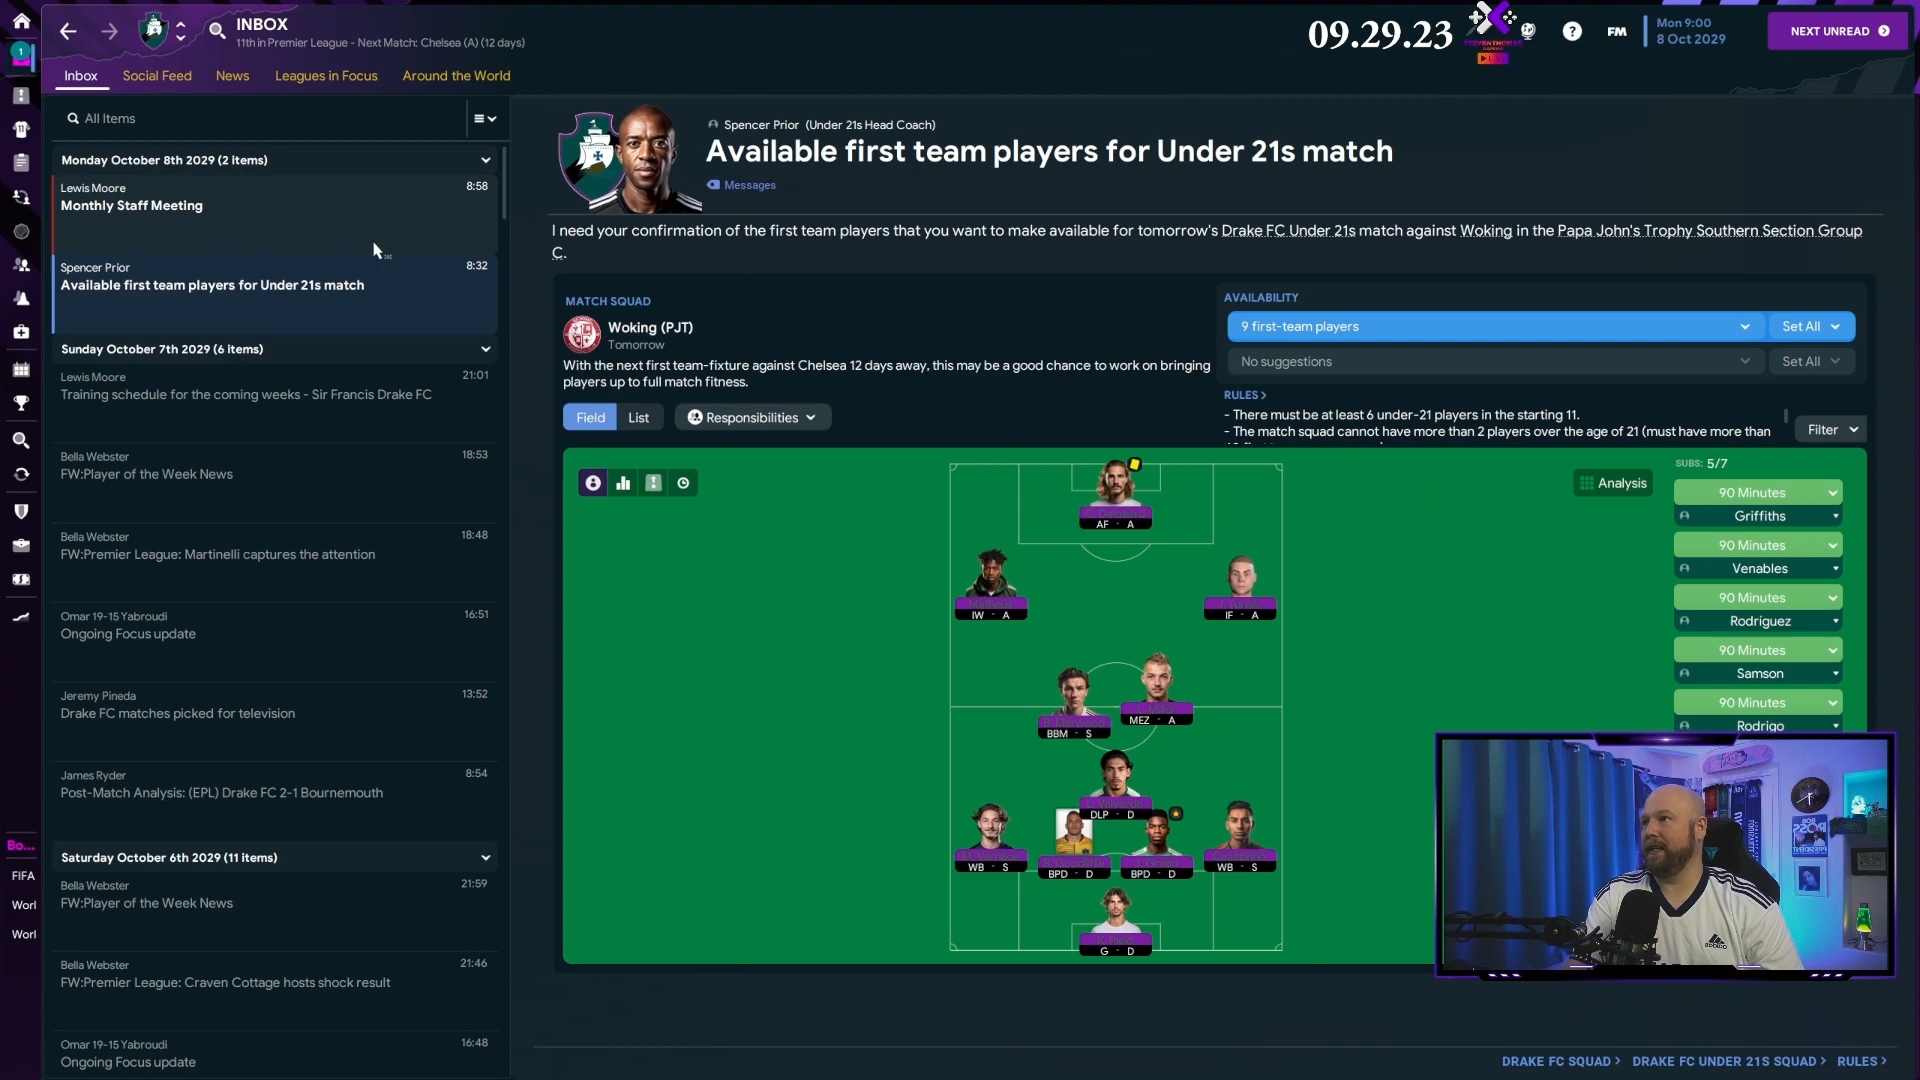 INBOX
11th in Premier League - Next Match: Chelsea (A) (12 days)
09.29.23
FM
Mon 9:00
8 Oct 2029
NEXT UNREAD
1
Inbox
Social Feed
News
Leagues in Focus
Around the World
All Items
Monday October 8th 2029 (2 items)
Lewis Moore
8:58
Monthly Staff Meeting
Spencer Prior
8:32
Available first team players for Under 21s match
Sunday October 7th 2029 (6 items)
Lewis Moore
21:01
Training schedule for the coming weeks - Sir Francis Drake FC
Bella Webster
18:53
FW:Player of the Week News
Bella Webster
18:48
FW:Premier League: Martinelli captures the attention
Omar 19-15 Yabroudi
16:51
Ongoing Focus update
Jeremy Pineda
13:52
Drake FC matches picked for television
James Ryder
8:54
Post-Match Analysis: (EPL) Drake FC 2-1 Bournemouth
Saturday October 6th 2029 (11 items)
Bella Webster
21:59
FW:Player of the Week News
Bella Webster
21:46
FW:Premier League: Craven Cottage hosts shock result
Omar 19-15 Yabroudi
16:48
Ongoing Focus update
Bo...
FIFA
Worl
Worl
Spencer Prior (Under 21s Head Coach)
Available first team players for Under 21s match
Messages
I need your confirmation of the first team players that you want to make available for tomorrow's Drake FC Under 21s match against Woking in the Papa John's Trophy Southern Section Group
C.
MATCH SQUAD
Woking (PJT)
Tomorrow
With the next first team-fixture against Chelsea 12 days away, this may be a good chance to work on bringing
players up to full match fitness.
Field
List
Responsibilities
AVAILABILITY
9 first-team players
Set All
No suggestions
Set All
RULES >
- There must be at least 6 under-21 players in the starting 11.
- The match squad cannot have more than 2 players over the age of 21 (must have more than
Filter
Analysis
SUBS: 5/7
90 Minutes
Griffiths
90 Minutes
Venables
90 Minutes
Rodríguez
90 Minutes
Samson
90 Minutes
Rodrigo
AF - A
IW - A
IF - A
BBM - S
MEZ - A
DLP - D
WB - S
BPD - D
BPD - D
WB - S
G - D
DRAKE FC SQUAD >
DRAKE FC UNDER 21S SQUAD >
RULES >